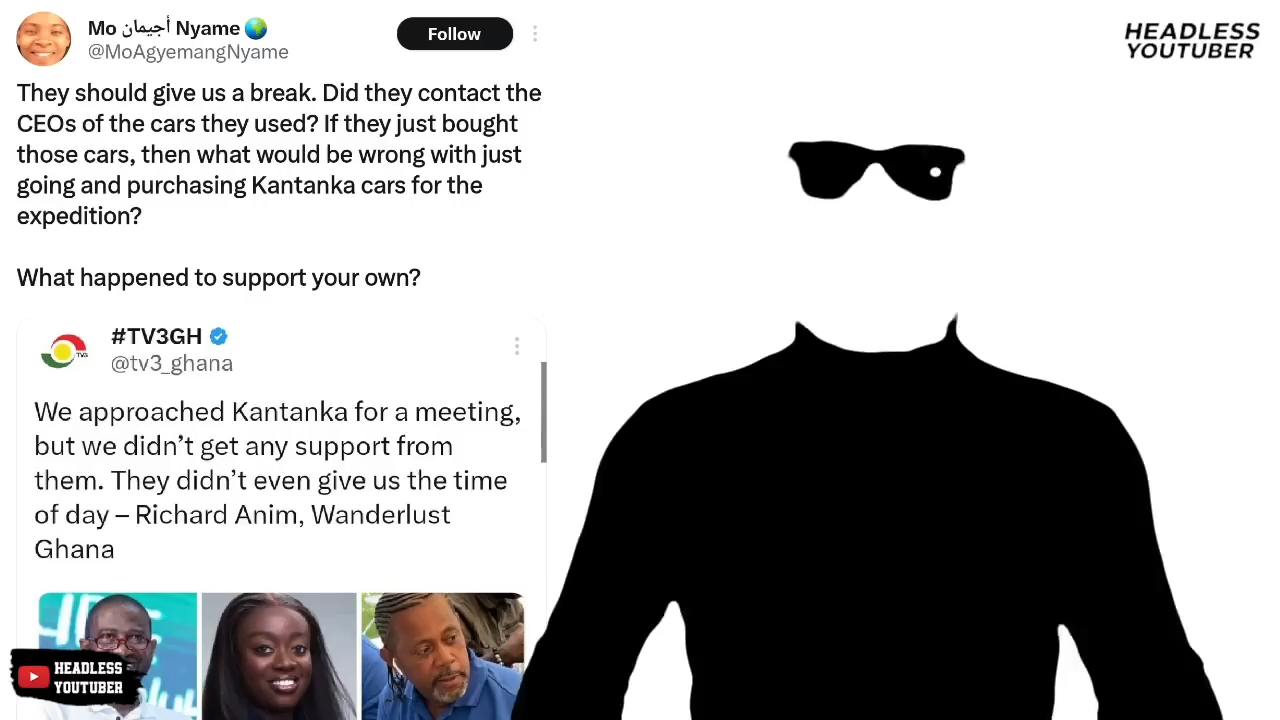 Mo أجيمان Nyame
@MoAgyemangNyame
Follow
They should give us a break. Did they contact the
CEOs of the cars they used? If they just bought
those cars, then what would be wrong with just
going and purchasing Kantanka cars for the
expedition?
What happened to support your own?
#TV3GH
@tv3_ghana
We approached Kantanka for a meeting,
but we didn’t get any support from
them. They didn’t even give us the time
of day – Richard Anim, Wanderlust
Ghana
HEADLESS
YOUTUBER
HEADLESS
YOUTUBER